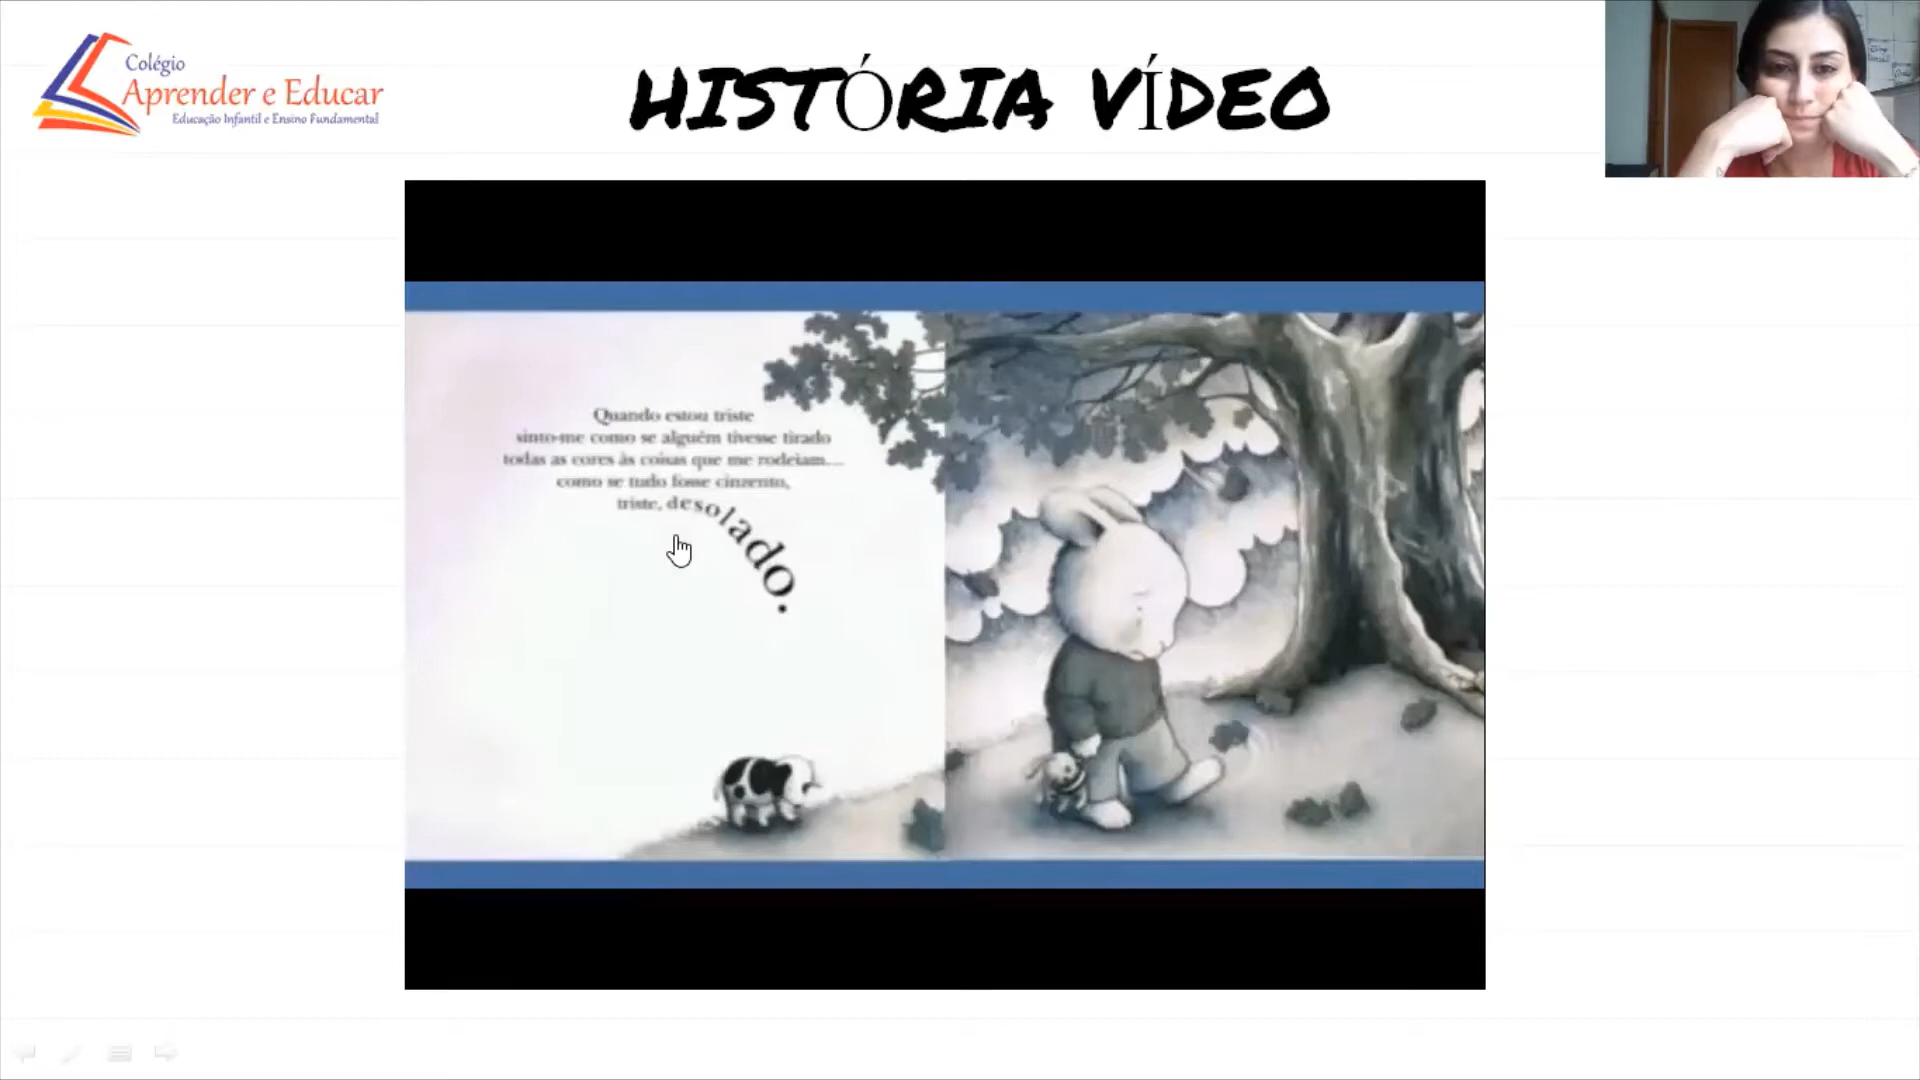 Colégio
Aprender e Educar
Educação Infantil e Ensino Fundamental
HISTÓRIA VÍDEO
Quando estou triste
sinto-me como se alguém tivesse tirado
todas as cores às coisas que me rodeiam...
como se tudo fosse cinzento,
triste, desolado.